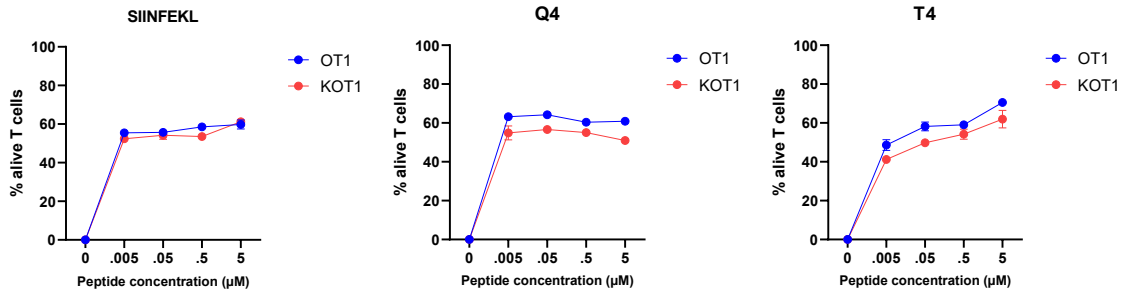 SIINFEKL
% alive T cells
100
80
60
40
20
0
0 .005 .05 .5 5
Peptide concentration (µM)
OT1
KOT1
Q4
% alive T cells
100
80
60
40
20
0
0 .005 .05 .5 5
Peptide concentration (µM)
OT1
KOT1
T4
% alive T cells
100
80
60
40
20
0
0 .005 .05 .5 5
Peptide concentration (µM)
OT1
KOT1